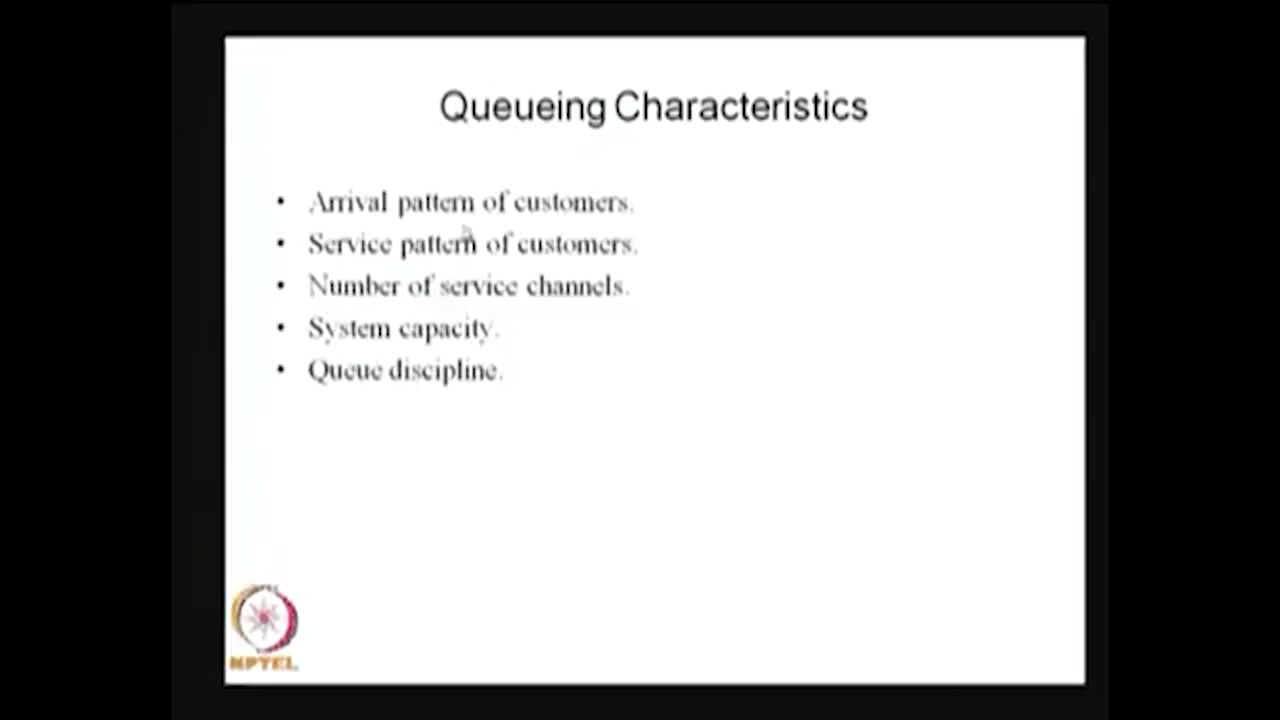 Queueing Characteristics
• Arrival pattern of customers.
• Service pattern of customers.
• Number of service channels.
• System capacity.
• Queue discipline.
NPTEL